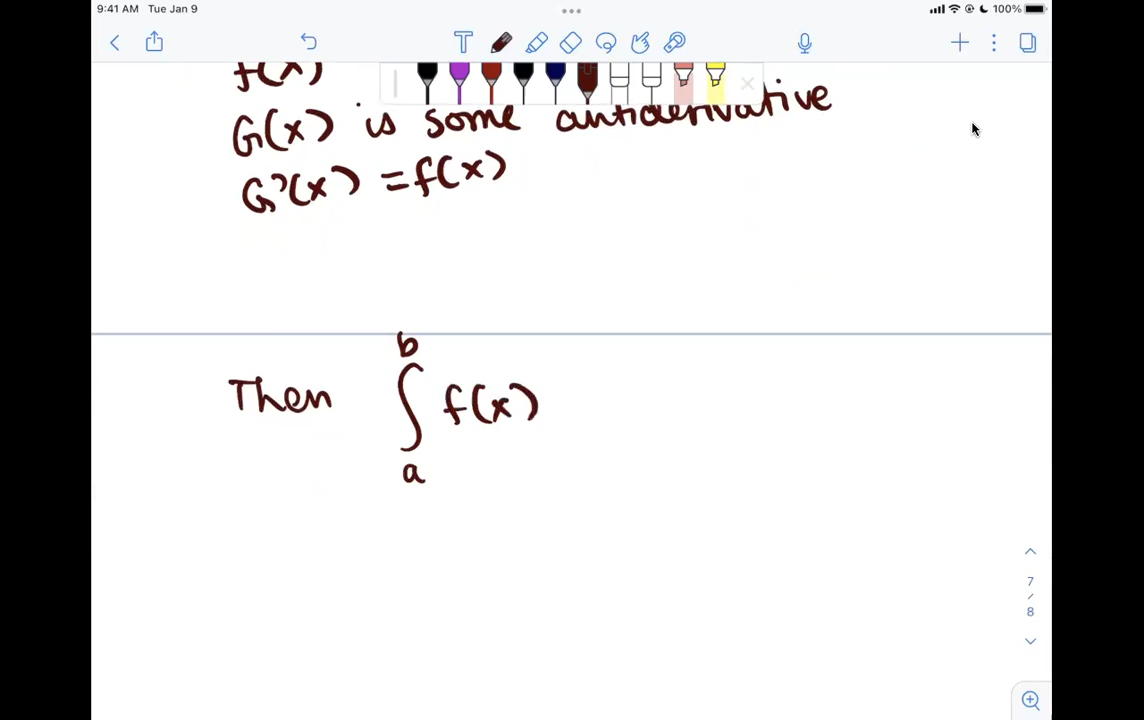 9:41 AM Tue Jan 9
100%
f(x)
G(x) is some antiderivative
G'(x) = f(x)
b
Then ∫ f(x)
a
7
/
8